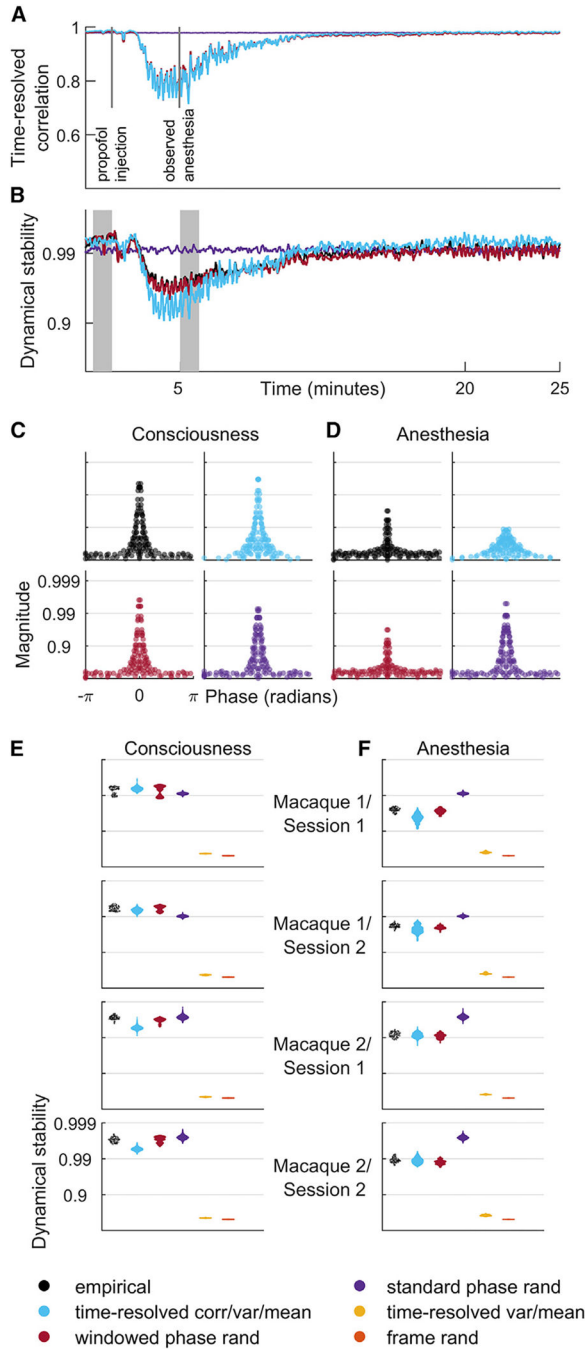 A
1
0.8
0.6
Time-resolved
correlation
propofol
injection
observed
anesthesia
B
0.99
0.9
Dynamical stability
5
Time (minutes)
20
25
C
Consciousness
D
Anesthesia
0.999
0.99
0.9
Magnitude
-π
0
π
Phase (radians)
E
Consciousness
F
Anesthesia
Macaque 1/
Session 1
Macaque 1/
Session 2
Macaque 2/
Session 1
Macaque 2/
Session 2
0.999
0.99
0.9
Dynamical stability
empirical
time-resolved corr/var/mean
windowed phase rand
standard phase rand
time-resolved var/mean
frame rand